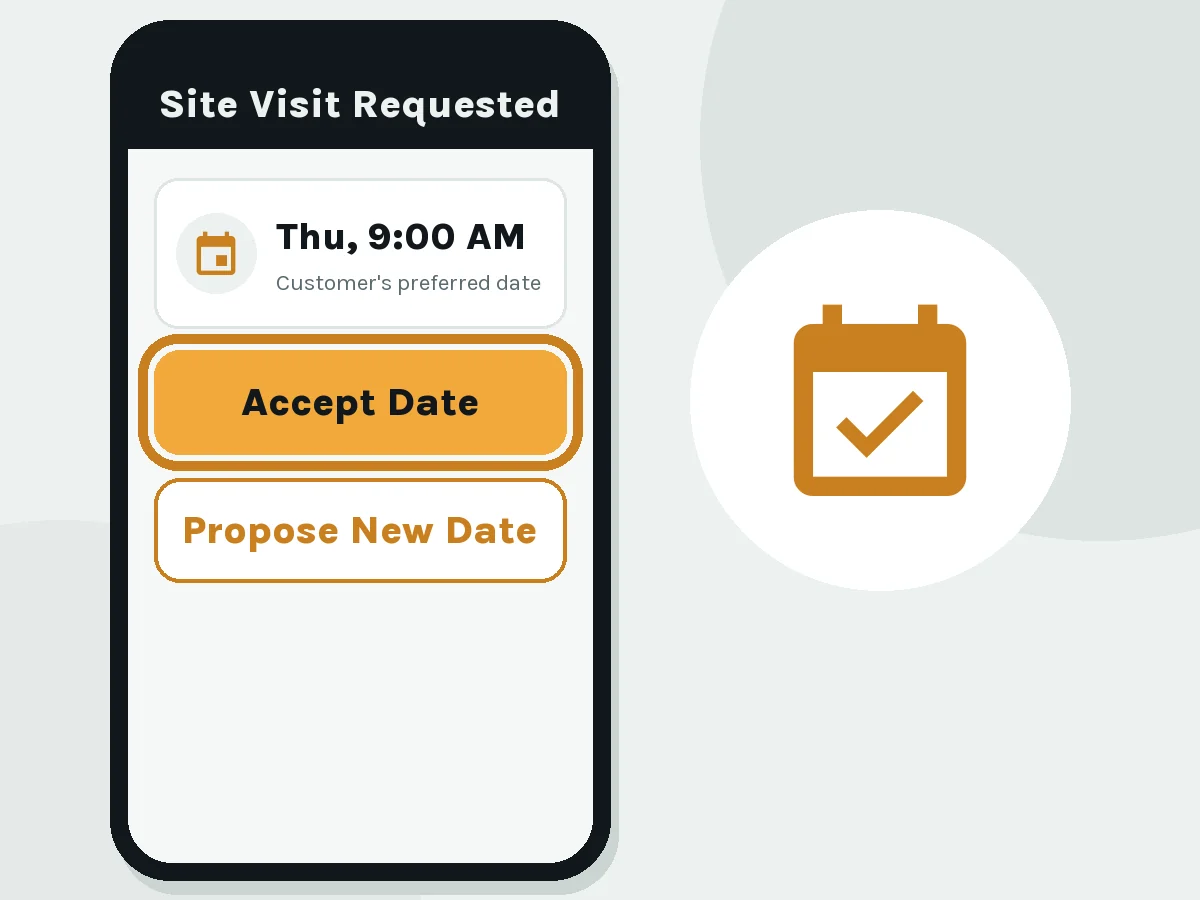 Site Visit Requested
Thu, 9:00 AM
Customer's preferred date
Accept Date
Propose New Date